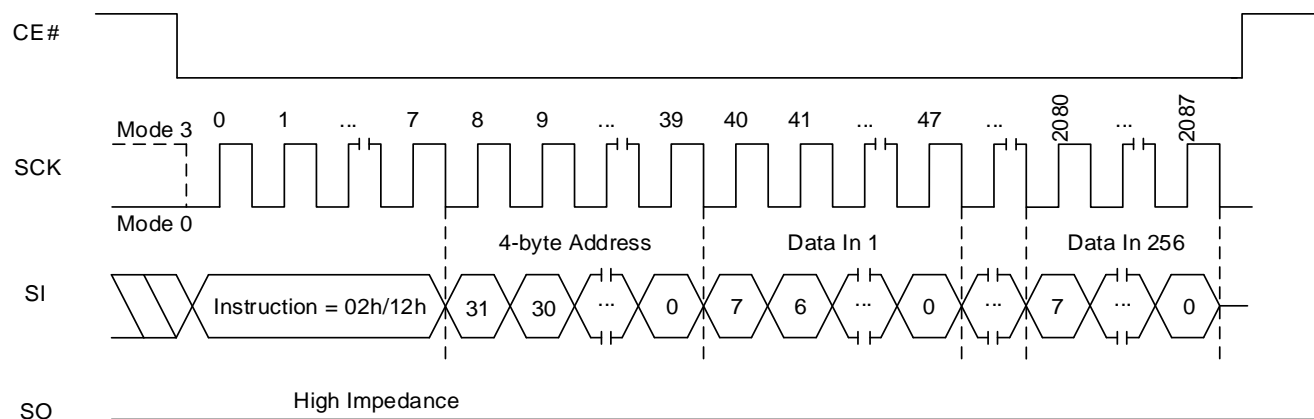 CE#
Mode 3
0 1 ... 7 8 9 ... 39 40 41 ... 47 ... 2080 ... 2087
SCK
Mode 0
4-byte Address Data In 1 Data In 256
SI
Instruction = 02h/12h 31 30 ... 0 7 6 ... 0 ... 7 ... 0
High Impedance
SO